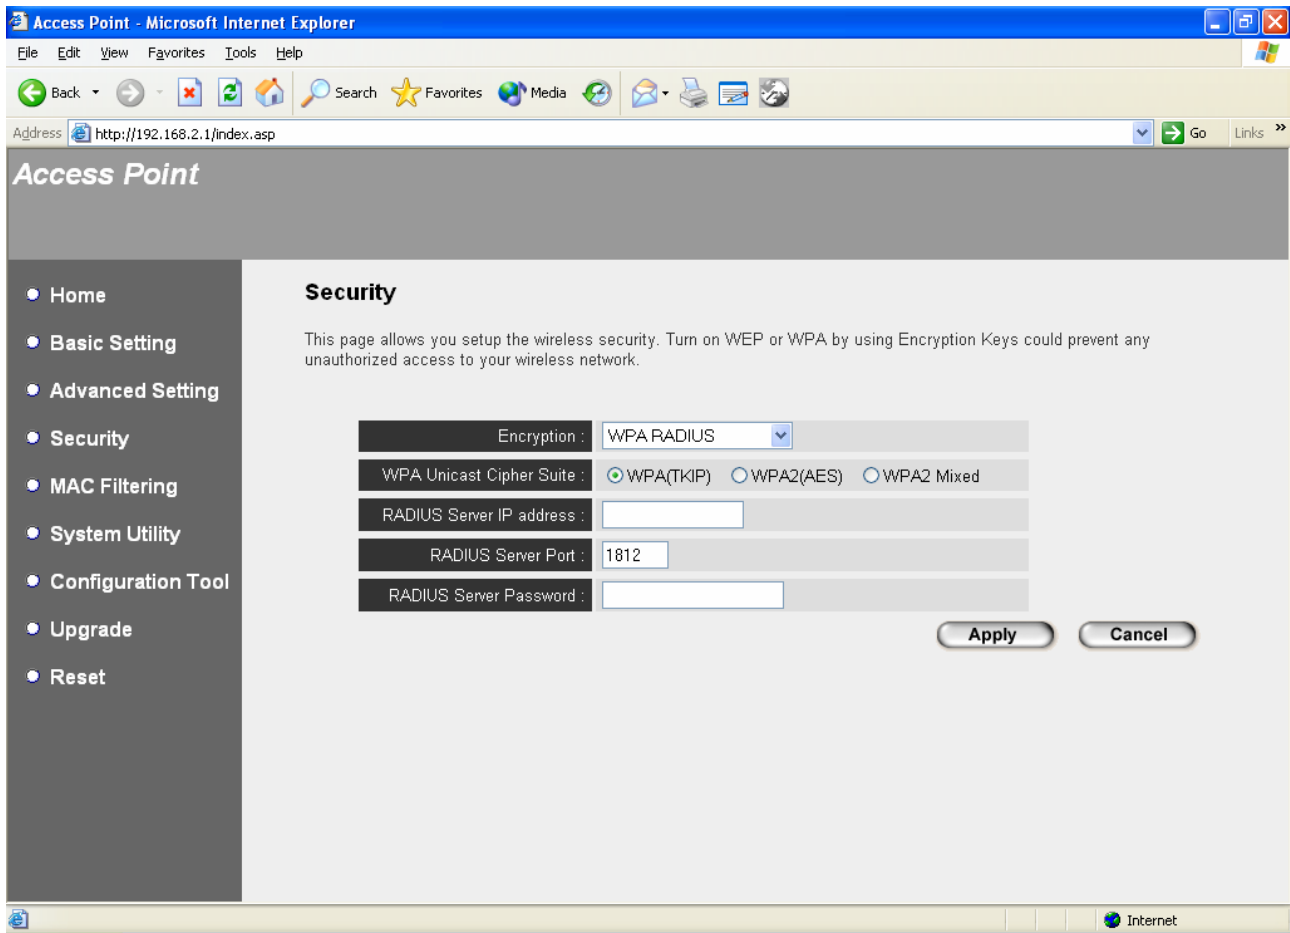 Access Point - Microsoft Internet Explorer
File Edit View Favorites Tools Help
Back Search Favorites Media
Address http://192.168.2.1/index.asp Go Links »
Access Point
Home
Basic Setting
Advanced Setting
Security
MAC Filtering
System Utility
Configuration Tool
Upgrade
Reset
Security
This page allows you setup the wireless security. Turn on WEP or WPA by using Encryption Keys could prevent any
unauthorized access to your wireless network.
Encryption : WPA RADIUS
WPA Unicast Cipher Suite : WPA(TKIP) WPA2(AES) WPA2 Mixed
RADIUS Server IP address :
RADIUS Server Port : 1812
RADIUS Server Password :
Apply Cancel
Internet